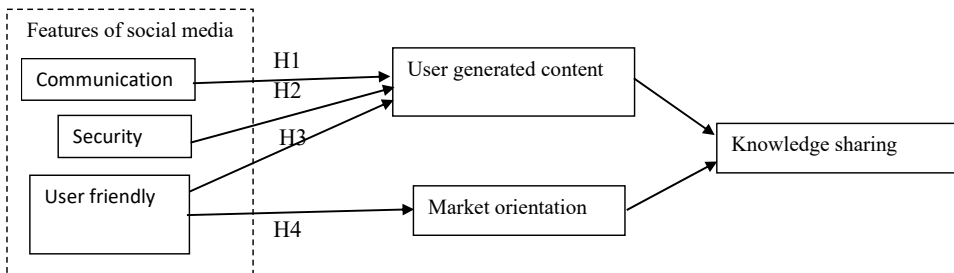 Features of social media
Communication
H1
User generated content
H2
Security
H3
Knowledge sharing
User friendly
Market orientation
H4